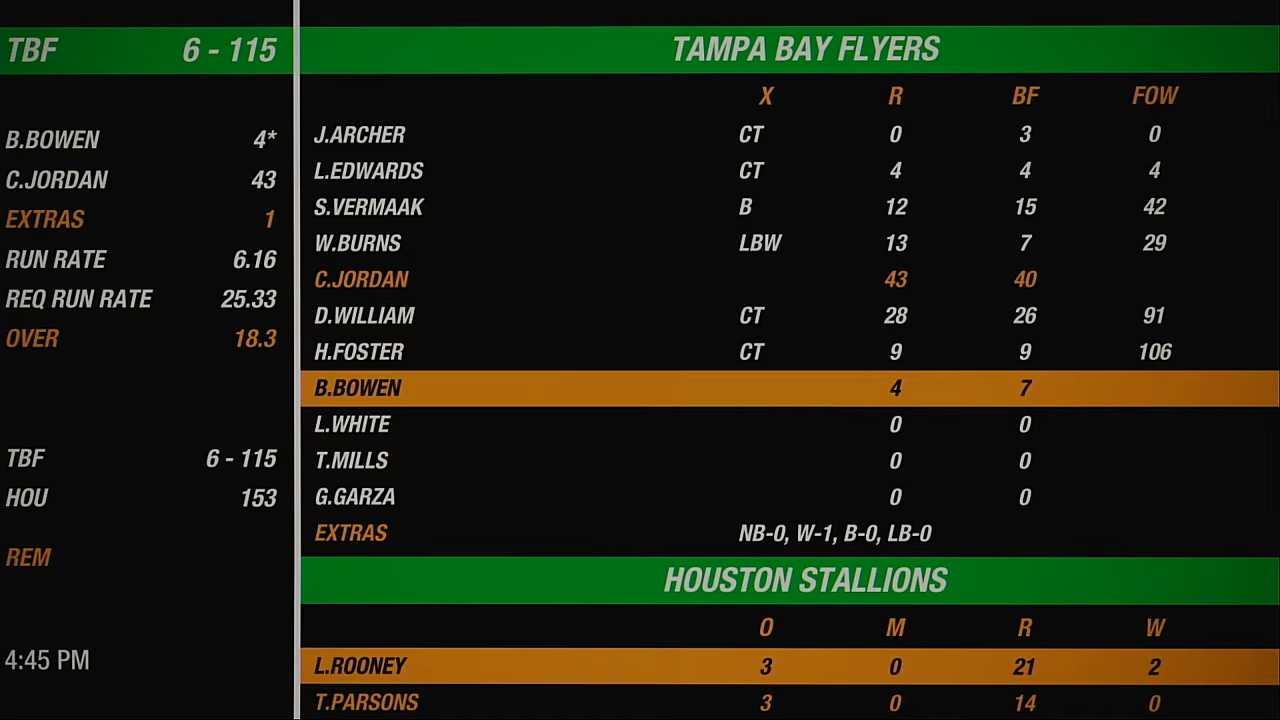 TBF 6 - 115
B.BOWEN 4*
C.JORDAN 43
EXTRAS 1
RUN RATE 6.16
REQ RUN RATE 25.33
OVER 18.3
TBF 6 - 115
HOU 153
REM
4:45 PM
TAMPA BAY FLYERS
X R BF FOW
J.ARCHER CT 0 3 0
L.EDWARDS CT 4 4 4
S.VERMAAK B 12 15 42
W.BURNS LBW 13 7 29
C.JORDAN 43 40
D.WILLIAM CT 28 26 91
H.FOSTER CT 9 9 106
B.BOWEN 4 7
L.WHITE 0 0
T.MILLS 0 0
G.GARZA 0 0
EXTRAS NB-0, W-1, B-0, LB-0
HOUSTON STALLIONS
O M R W
L.ROONEY 3 0 21 2
T.PARSONS 3 0 14 0